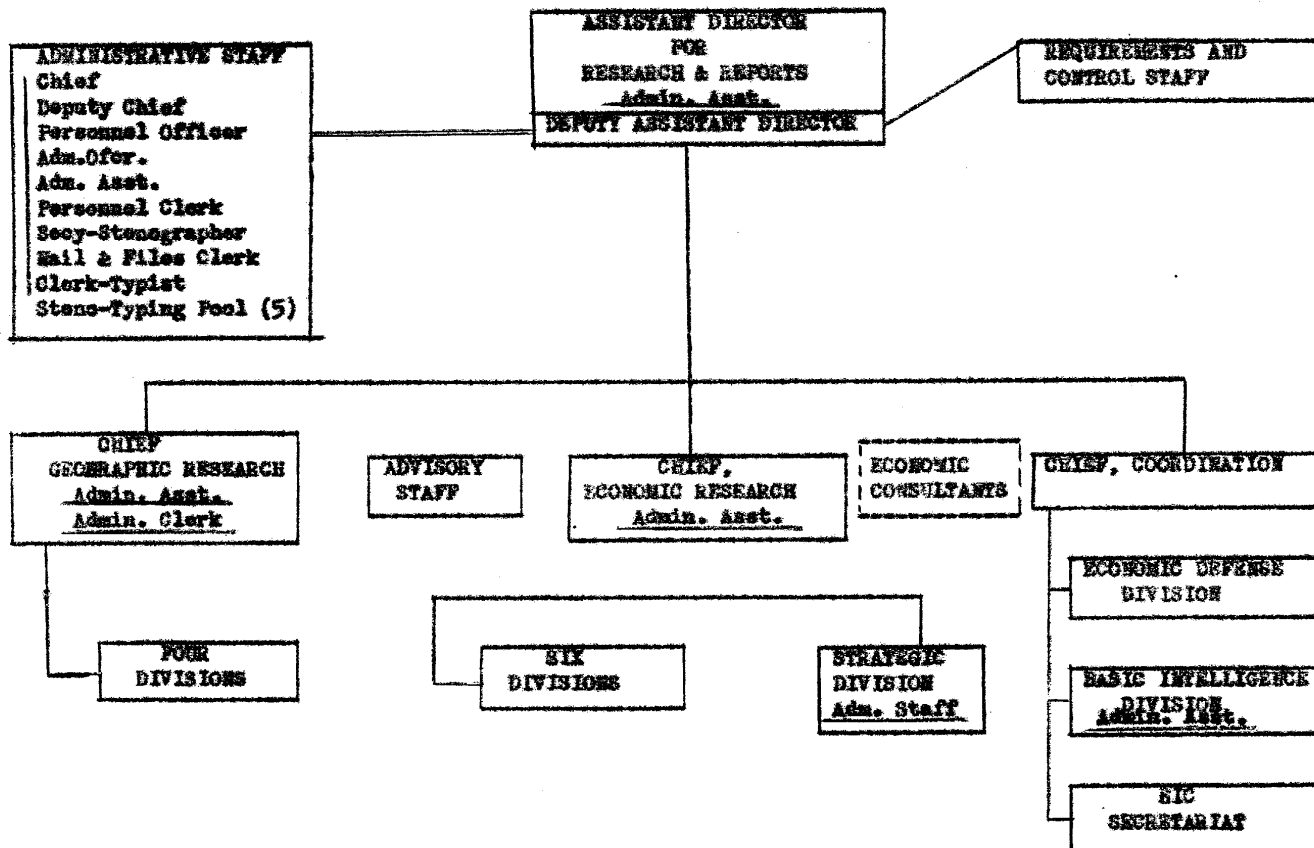 ASSISTANT DIRECTOR
FOR
RESEARCH & REPORTS
Admin. Asst.
DEPUTY ASSISTANT DIRECTOR
ADMINISTRATIVE STAFF
Chief
Deputy Chief
Personnel Officer
Adm.Ofcr.
Adm. Asst.
Personnel Clerk
Secy-Stenographer
Mail & Files Clerk
Clerk-Typist
Steno-Typing Pool (5)
REQUIREMENTS AND
CONTROL STAFF
CHIEF
GEOGRAPHIC RESEARCH
Admin. Asst.
Admin. Clerk
ADVISORY
STAFF
CHIEF,
ECONOMIC RESEARCH
Admin. Asst.
ECONOMIC
CONSULTANTS
CHIEF, COORDINATION
ECONOMIC DEFENSE
DIVISION
FOUR
DIVISIONS
SIX
DIVISIONS
STRATEGIC
DIVISION
Adm. Staff
BASIC INTELLIGENCE
DIVISION
Admin. Asst.
EIC
SECRETARIAT